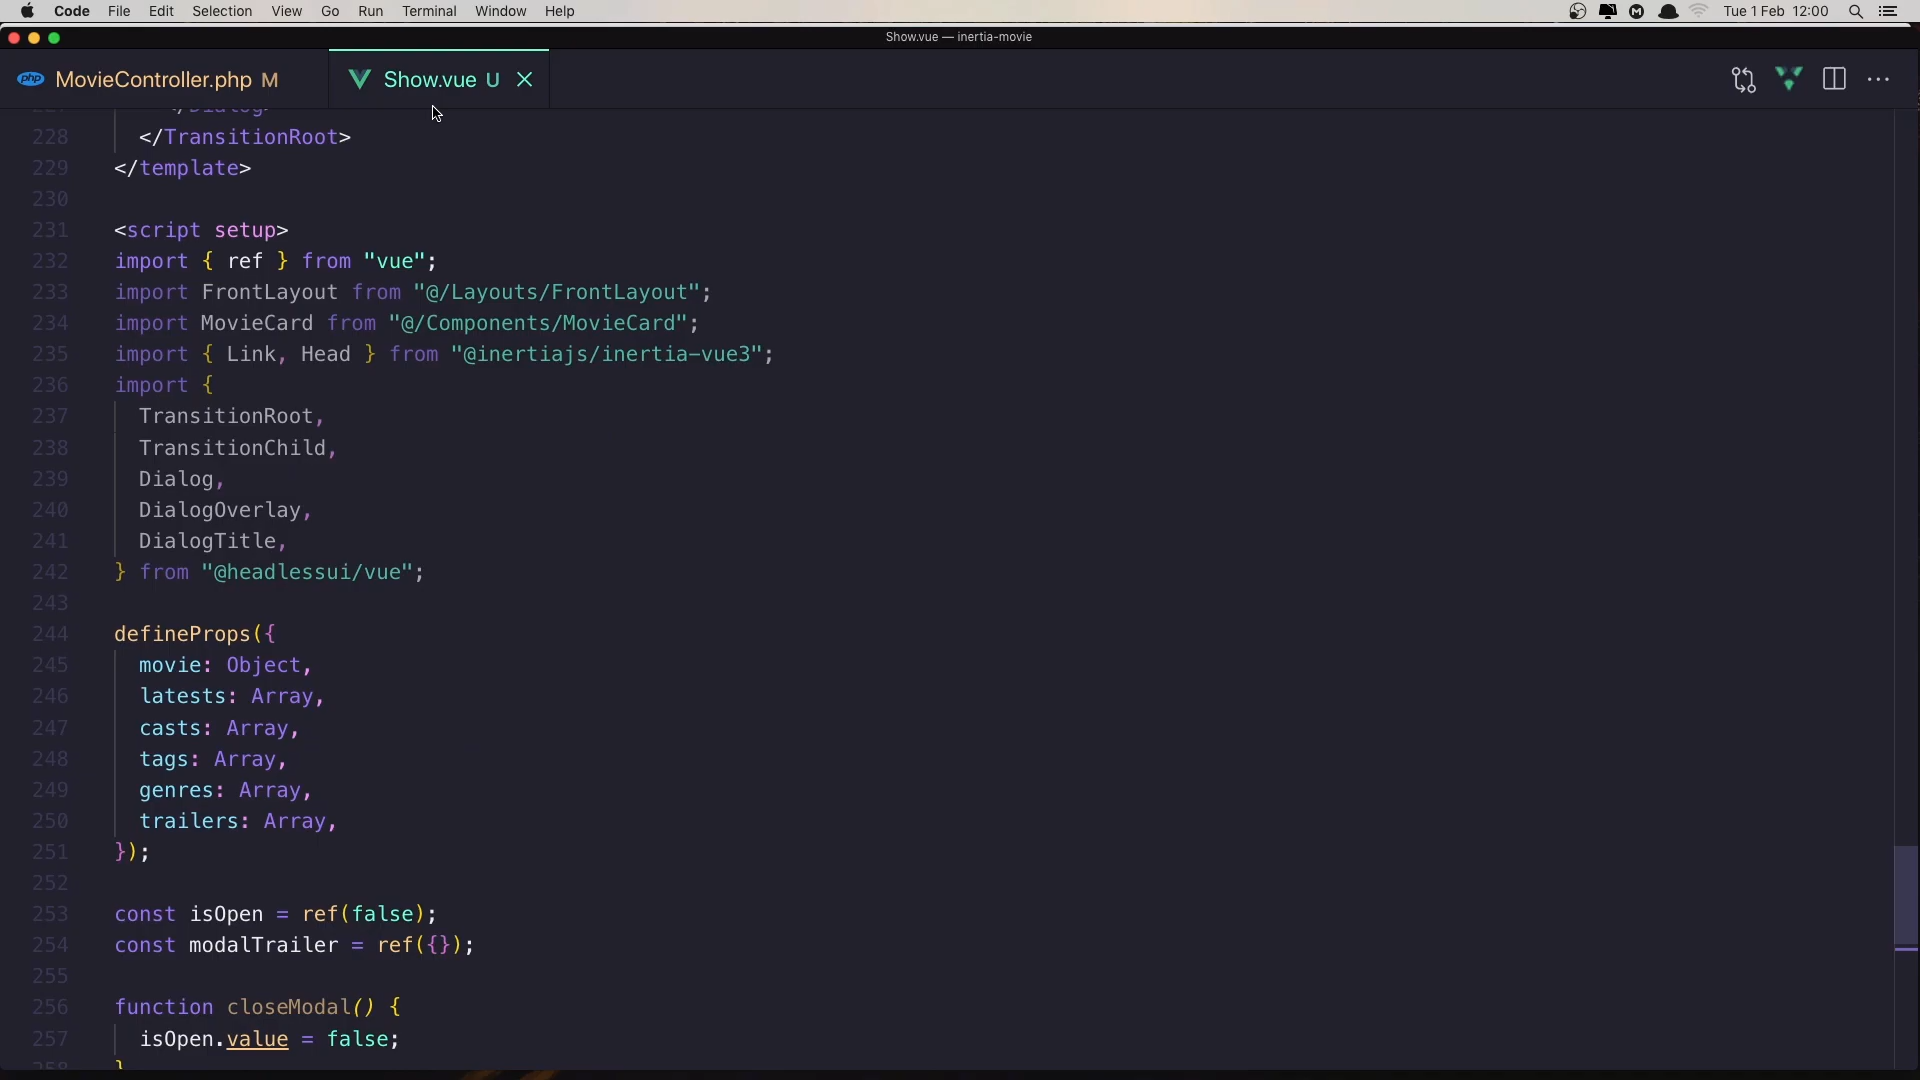 Code File Edit Selection View Go Run Terminal Window Help
Tue 1 Feb 12:00
Show.vue — inertia-movie
php MovieController.php M
Show.vue U
228 </TransitionRoot>
229 </template>
230
231 <script setup>
232 import { ref } from "vue";
233 import FrontLayout from "@/Layouts/FrontLayout";
234 import MovieCard from "@/Components/MovieCard";
235 import { Link, Head } from "@inertiajs/inertia-vue3";
236 import {
237 TransitionRoot,
238 TransitionChild,
239 Dialog,
240 DialogOverlay,
241 DialogTitle,
242 } from "@headlessui/vue";
243
244 defineProps({
245 movie: Object,
246 latests: Array,
247 casts: Array,
248 tags: Array,
249 genres: Array,
250 trailers: Array,
251 });
252
253 const isOpen = ref(false);
254 const modalTrailer = ref({});
255
256 function closeModal() {
257 isOpen.value = false;